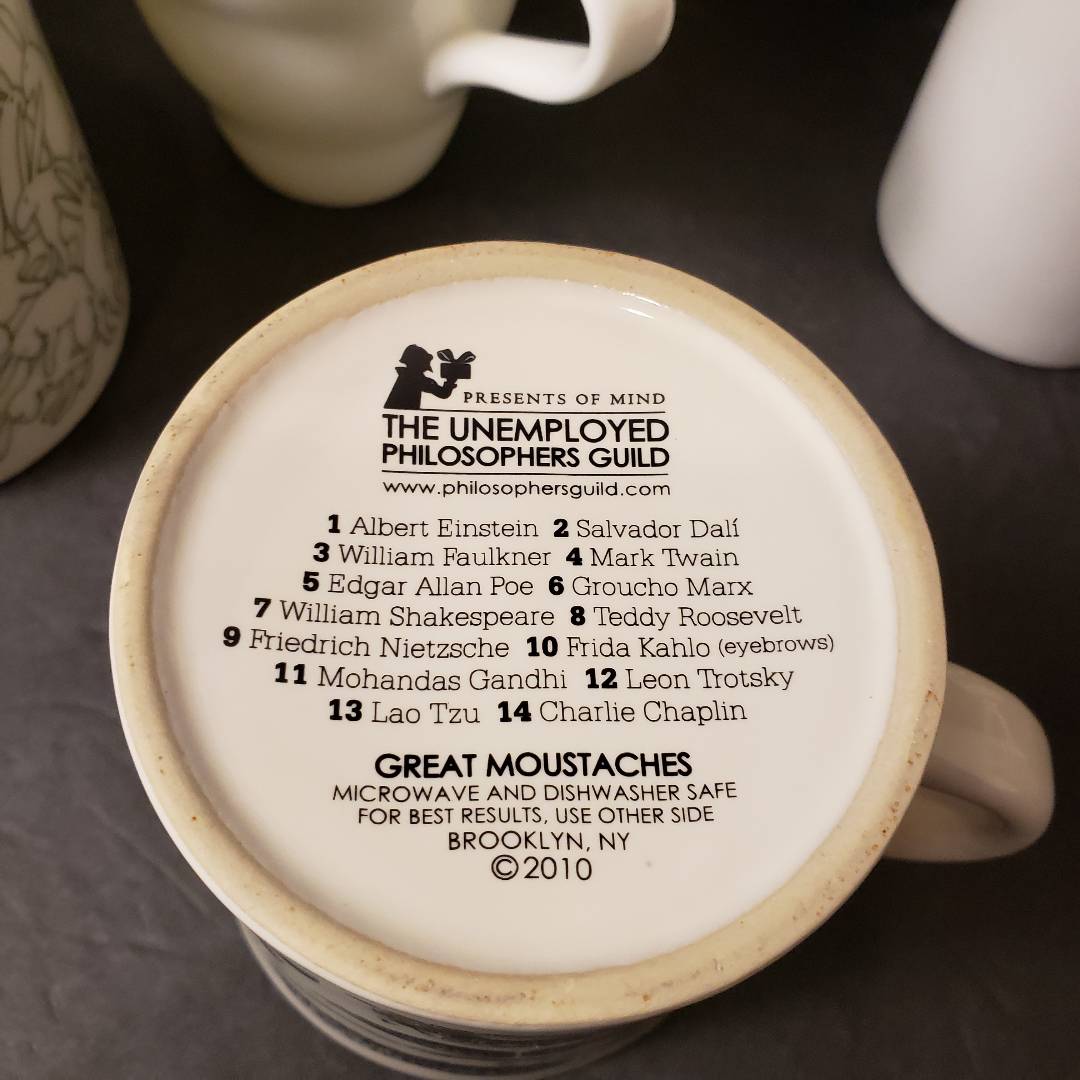 PRESENTS OF MIND
THE UNEMPLOYED
PHILOSOPHERS GUILD
www.philosophersguild.com
1 Albert Einstein 2 Salvador Dalí
3 William Faulkner 4 Mark Twain
5 Edgar Allan Poe 6 Groucho Marx
7 William Shakespeare 8 Teddy Roosevelt
9 Friedrich Nietzsche 10 Frida Kahlo (eyebrows)
11 Mohandas Gandhi 12 Leon Trotsky
13 Lao Tzu 14 Charlie Chaplin
GREAT MOUSTACHES
MICROWAVE AND DISHWASHER SAFE
FOR BEST RESULTS, USE OTHER SIDE
BROOKLYN, NY
©2010